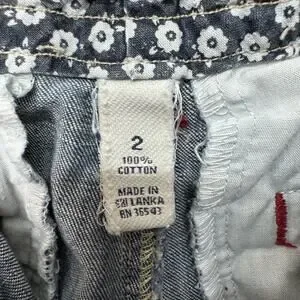 2
100%
COTTON
MADE IN
SRI LANKA
RN 36543